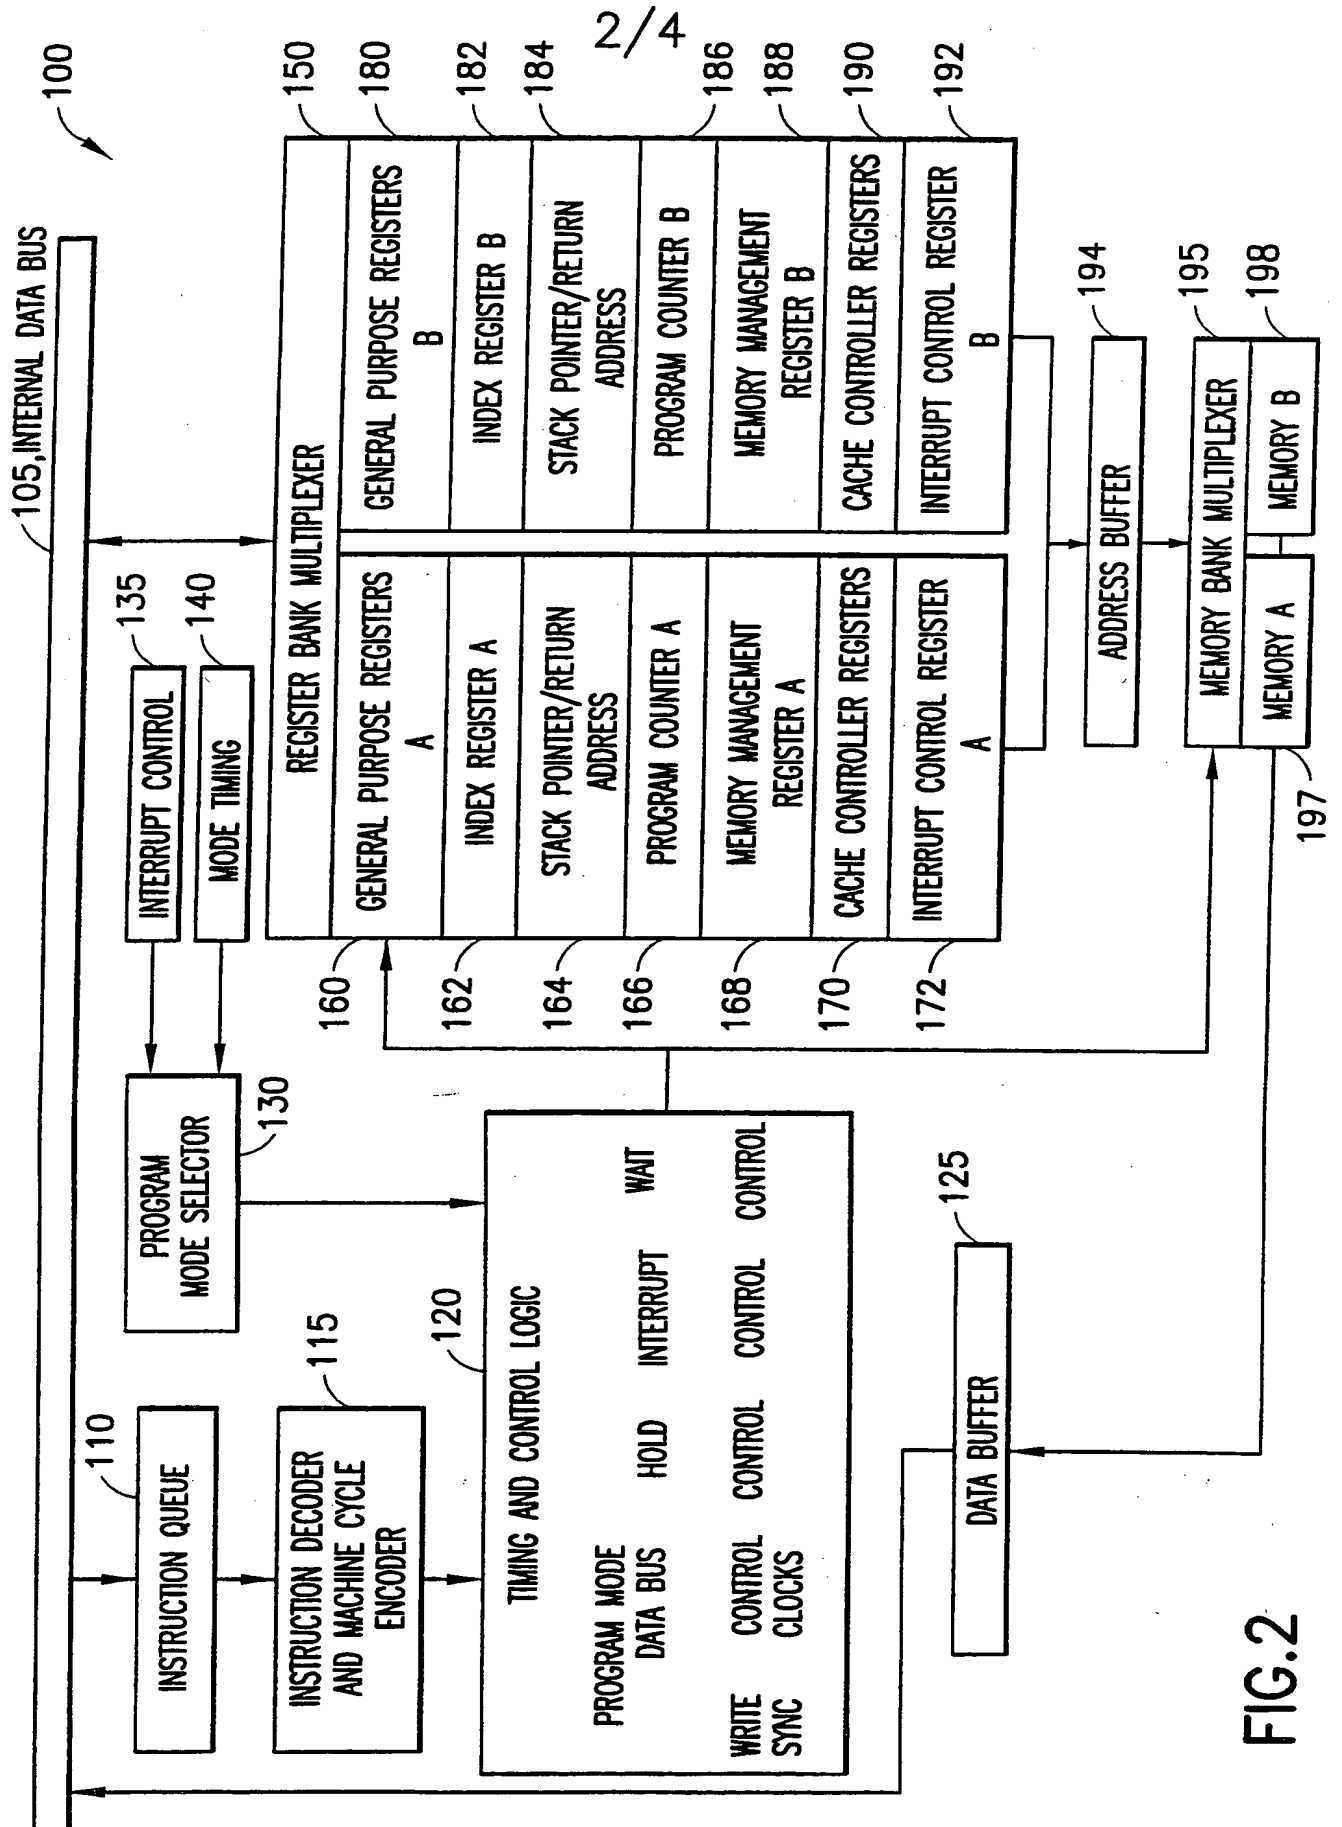 2/4
100
105,INTERNAL DATA BUS
110
INSTRUCTION QUEUE
115
INSTRUCTION DECODER
AND MACHINE CYCLE
ENCODER
PROGRAM
MODE SELECTOR
130
INTERRUPT CONTROL
135
MODE TIMING
140
120
TIMING AND CONTROL LOGIC
PROGRAM MODE
DATA BUS HOLD INTERRUPT WAIT
WRITE CONTROL CONTROL CONTROL CONTROL
SYNC CLOCKS
125
DATA BUFFER
REGISTER BANK MULTIPLEXER
150
160
GENERAL PURPOSE REGISTERS
A
162
INDEX REGISTER A
164
STACK POINTER/RETURN
ADDRESS
166
PROGRAM COUNTER A
168
MEMORY MANAGEMENT
REGISTER A
170
CACHE CONTROLLER REGISTERS
172
INTERRUPT CONTROL REGISTER
A
GENERAL PURPOSE REGISTERS
B
180
INDEX REGISTER B
182
STACK POINTER/RETURN
ADDRESS
184
PROGRAM COUNTER B
186
MEMORY MANAGEMENT
REGISTER B
188
CACHE CONTROLLER REGISTERS
190
INTERRUPT CONTROL REGISTER
B
192
ADDRESS BUFFER
194
MEMORY BANK MULTIPLEXER
195
MEMORY A
197
MEMORY B
198
FIG.2